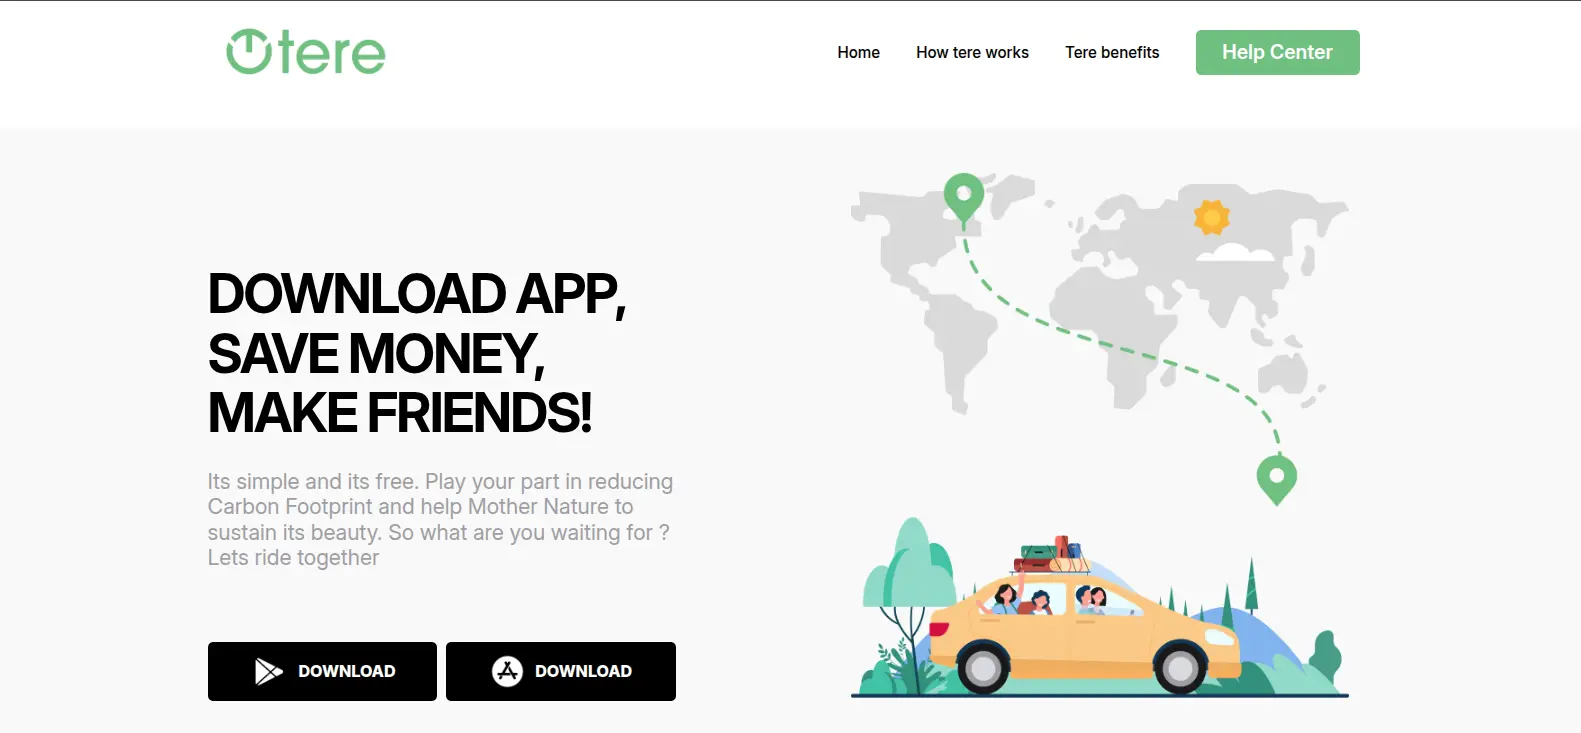 tere
Home How tere works Tere benefits Help Center
DOWNLOAD APP,
SAVE MONEY,
MAKE FRIENDS!
Its simple and its free. Play your part in reducing
Carbon Footprint and help Mother Nature to
sustain its beauty. So what are you waiting for ?
Lets ride together
DOWNLOAD DOWNLOAD